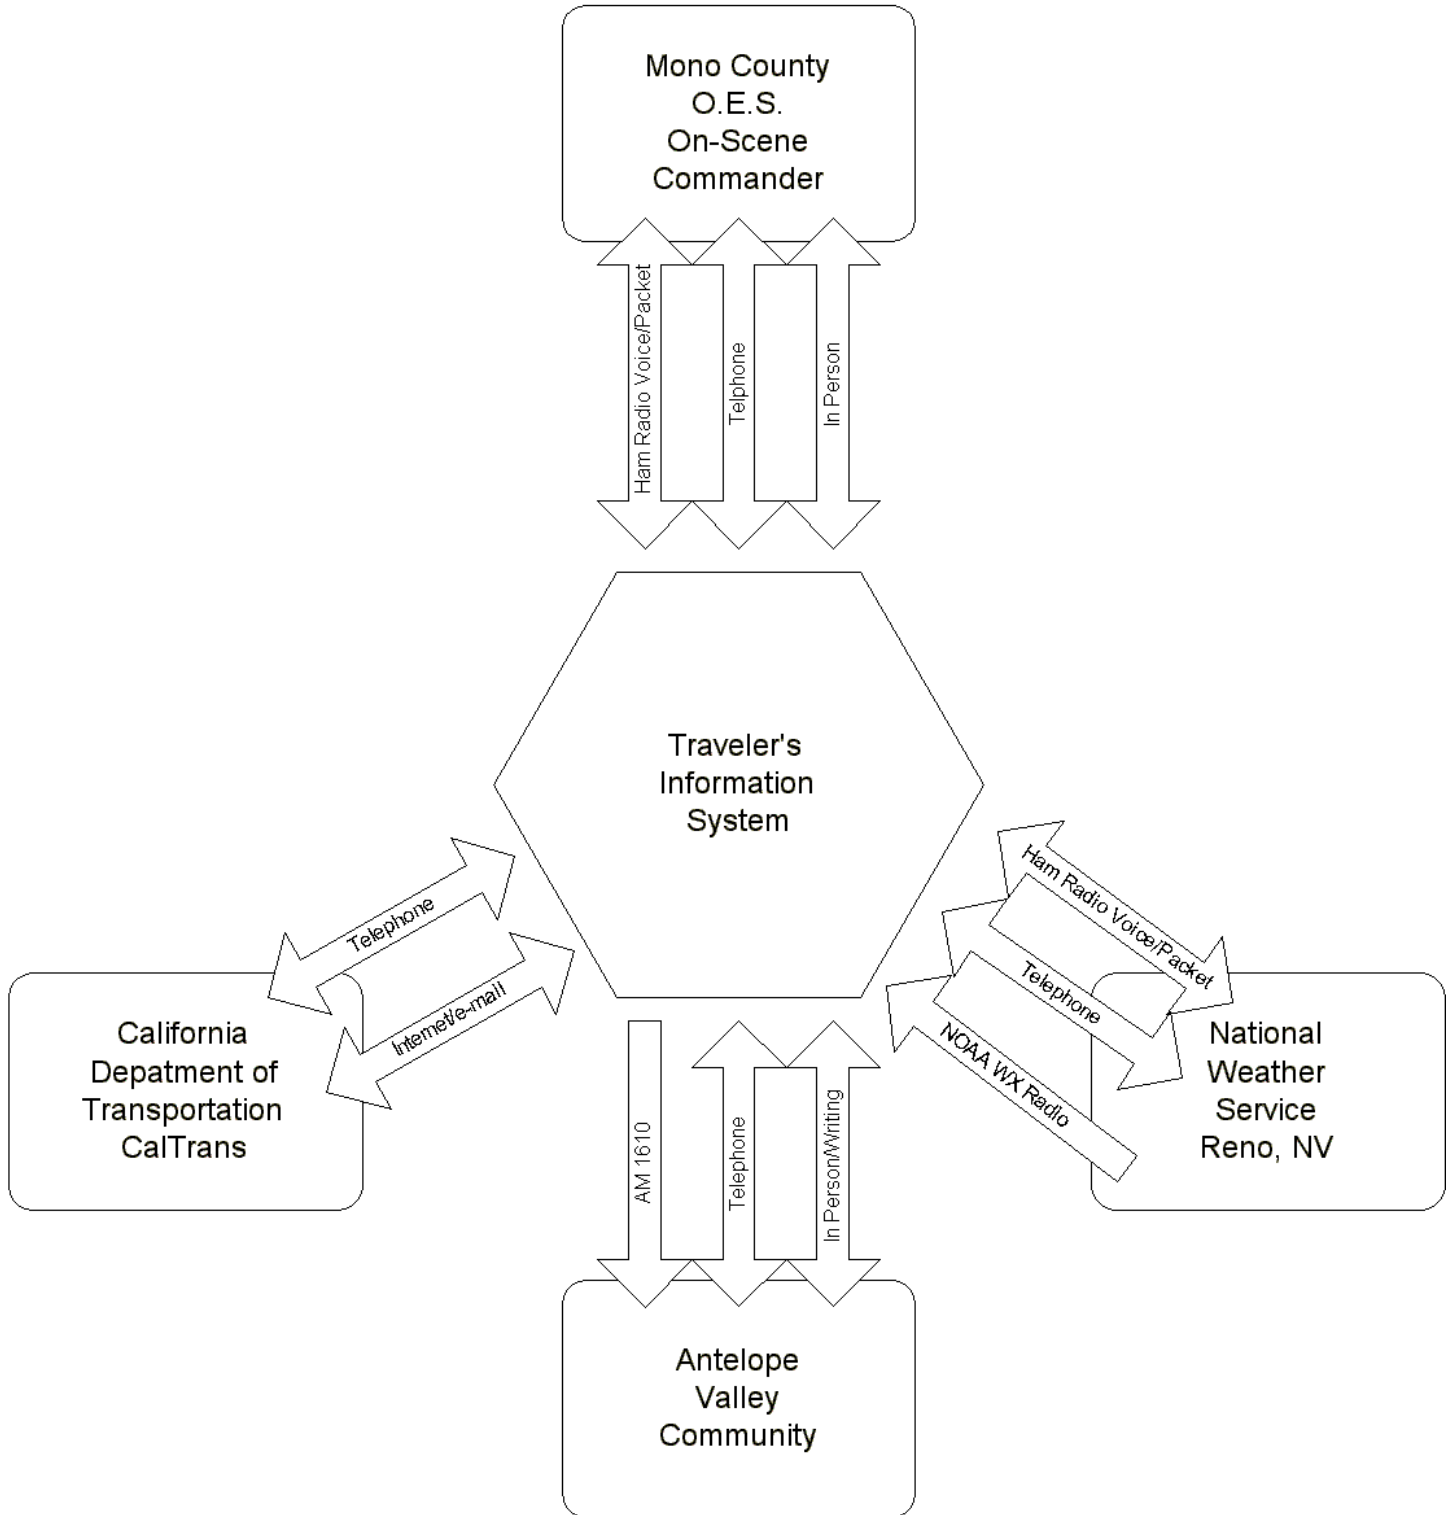 Mono County
O.E.S.
On-Scene
Commander
Ham Radio Voice/Packet
Telphone
In Person
Traveler's
Information
System
Telephone
Internet/e-mail
Ham Radio Voice/Packet
Telephone
NOAA WX Radio
California
Depatment of
Transportation
CalTrans
National
Weather
Service
Reno, NV
AM 1610
Telephone
In Person/Writing
Antelope
Valley
Community